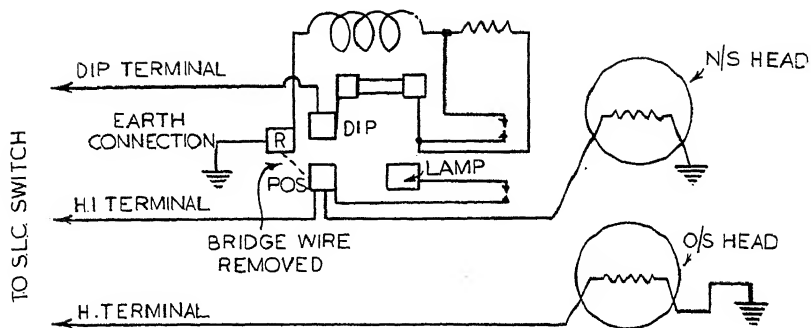 DIP TERMINAL
N/S HEAD
EARTH
CONNECTION
R
DIP
LAMP
POS
H.I TERMINAL
BRIDGE WIRE
REMOVED
O/S HEAD
H. TERMINAL
TO S.L.C. SWITCH